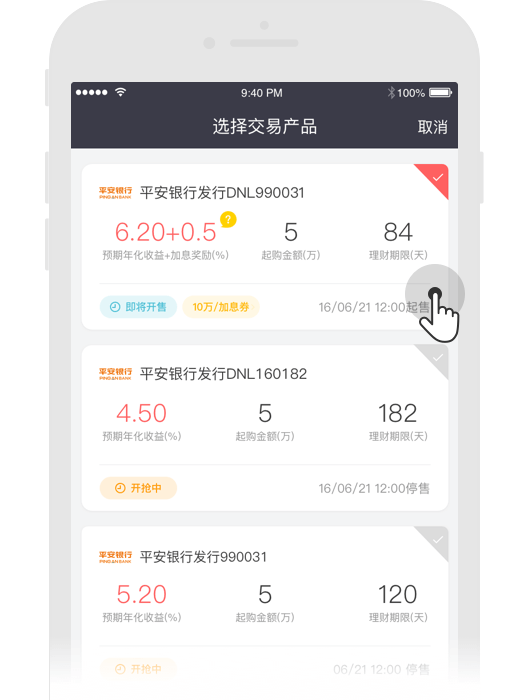 9:40 PM 100%
选择交易产品 取消
平安银行 平安银行发行DNL990031
PINGAN BANK
6.20+0.5 ? 5 84
预期年化收益+加息奖励(%) 起购金额(万) 理财期限(天)
即将开售 10万/加息券 16/06/21 12:00起售
平安银行 平安银行发行DNL160182
PINGAN BANK
4.50 5 182
预期年化收益(%) 起购金额(万) 理财期限(天)
开抢中 16/06/21 12:00停售
平安银行 平安银行发行990031
PINGAN BANK
5.20 5 120
预期年化收益(%) 起购金额(万) 理财期限(天)
开抢中 06/21 12:00 停售